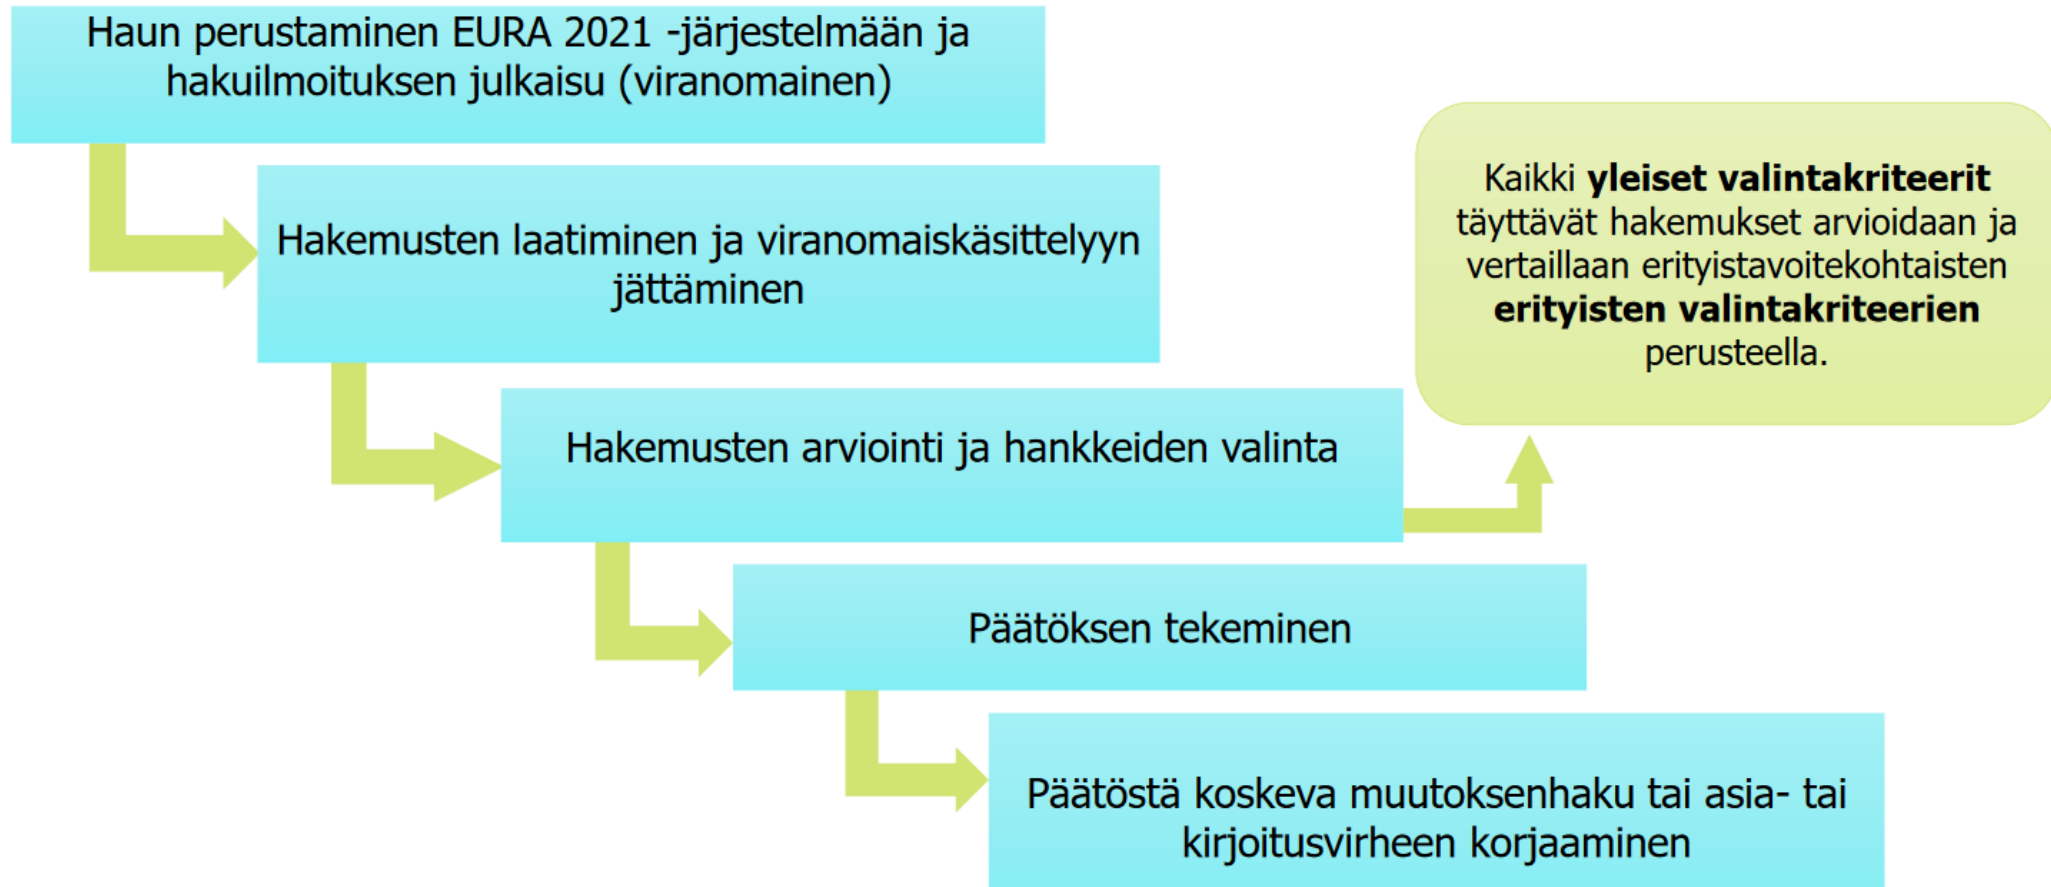 Haun perustaminen EURA 2021 -järjestelmään ja
hakuilmoituksen julkaisu (viranomainen)
Hakemusten laatiminen ja viranomaiskäsittelyyn
jättäminen
Kaikki yleiset valintakriteerit
täyttävät hakemukset arvioidaan ja
vertaillaan erityistavoitekohtaisten
erityisten valintakriteerien
perusteella.
Hakemusten arviointi ja hankkeiden valinta
Päätöksen tekeminen
Päätöstä koskeva muutoksenhaku tai asia- tai
kirjoitusvirheen korjaaminen